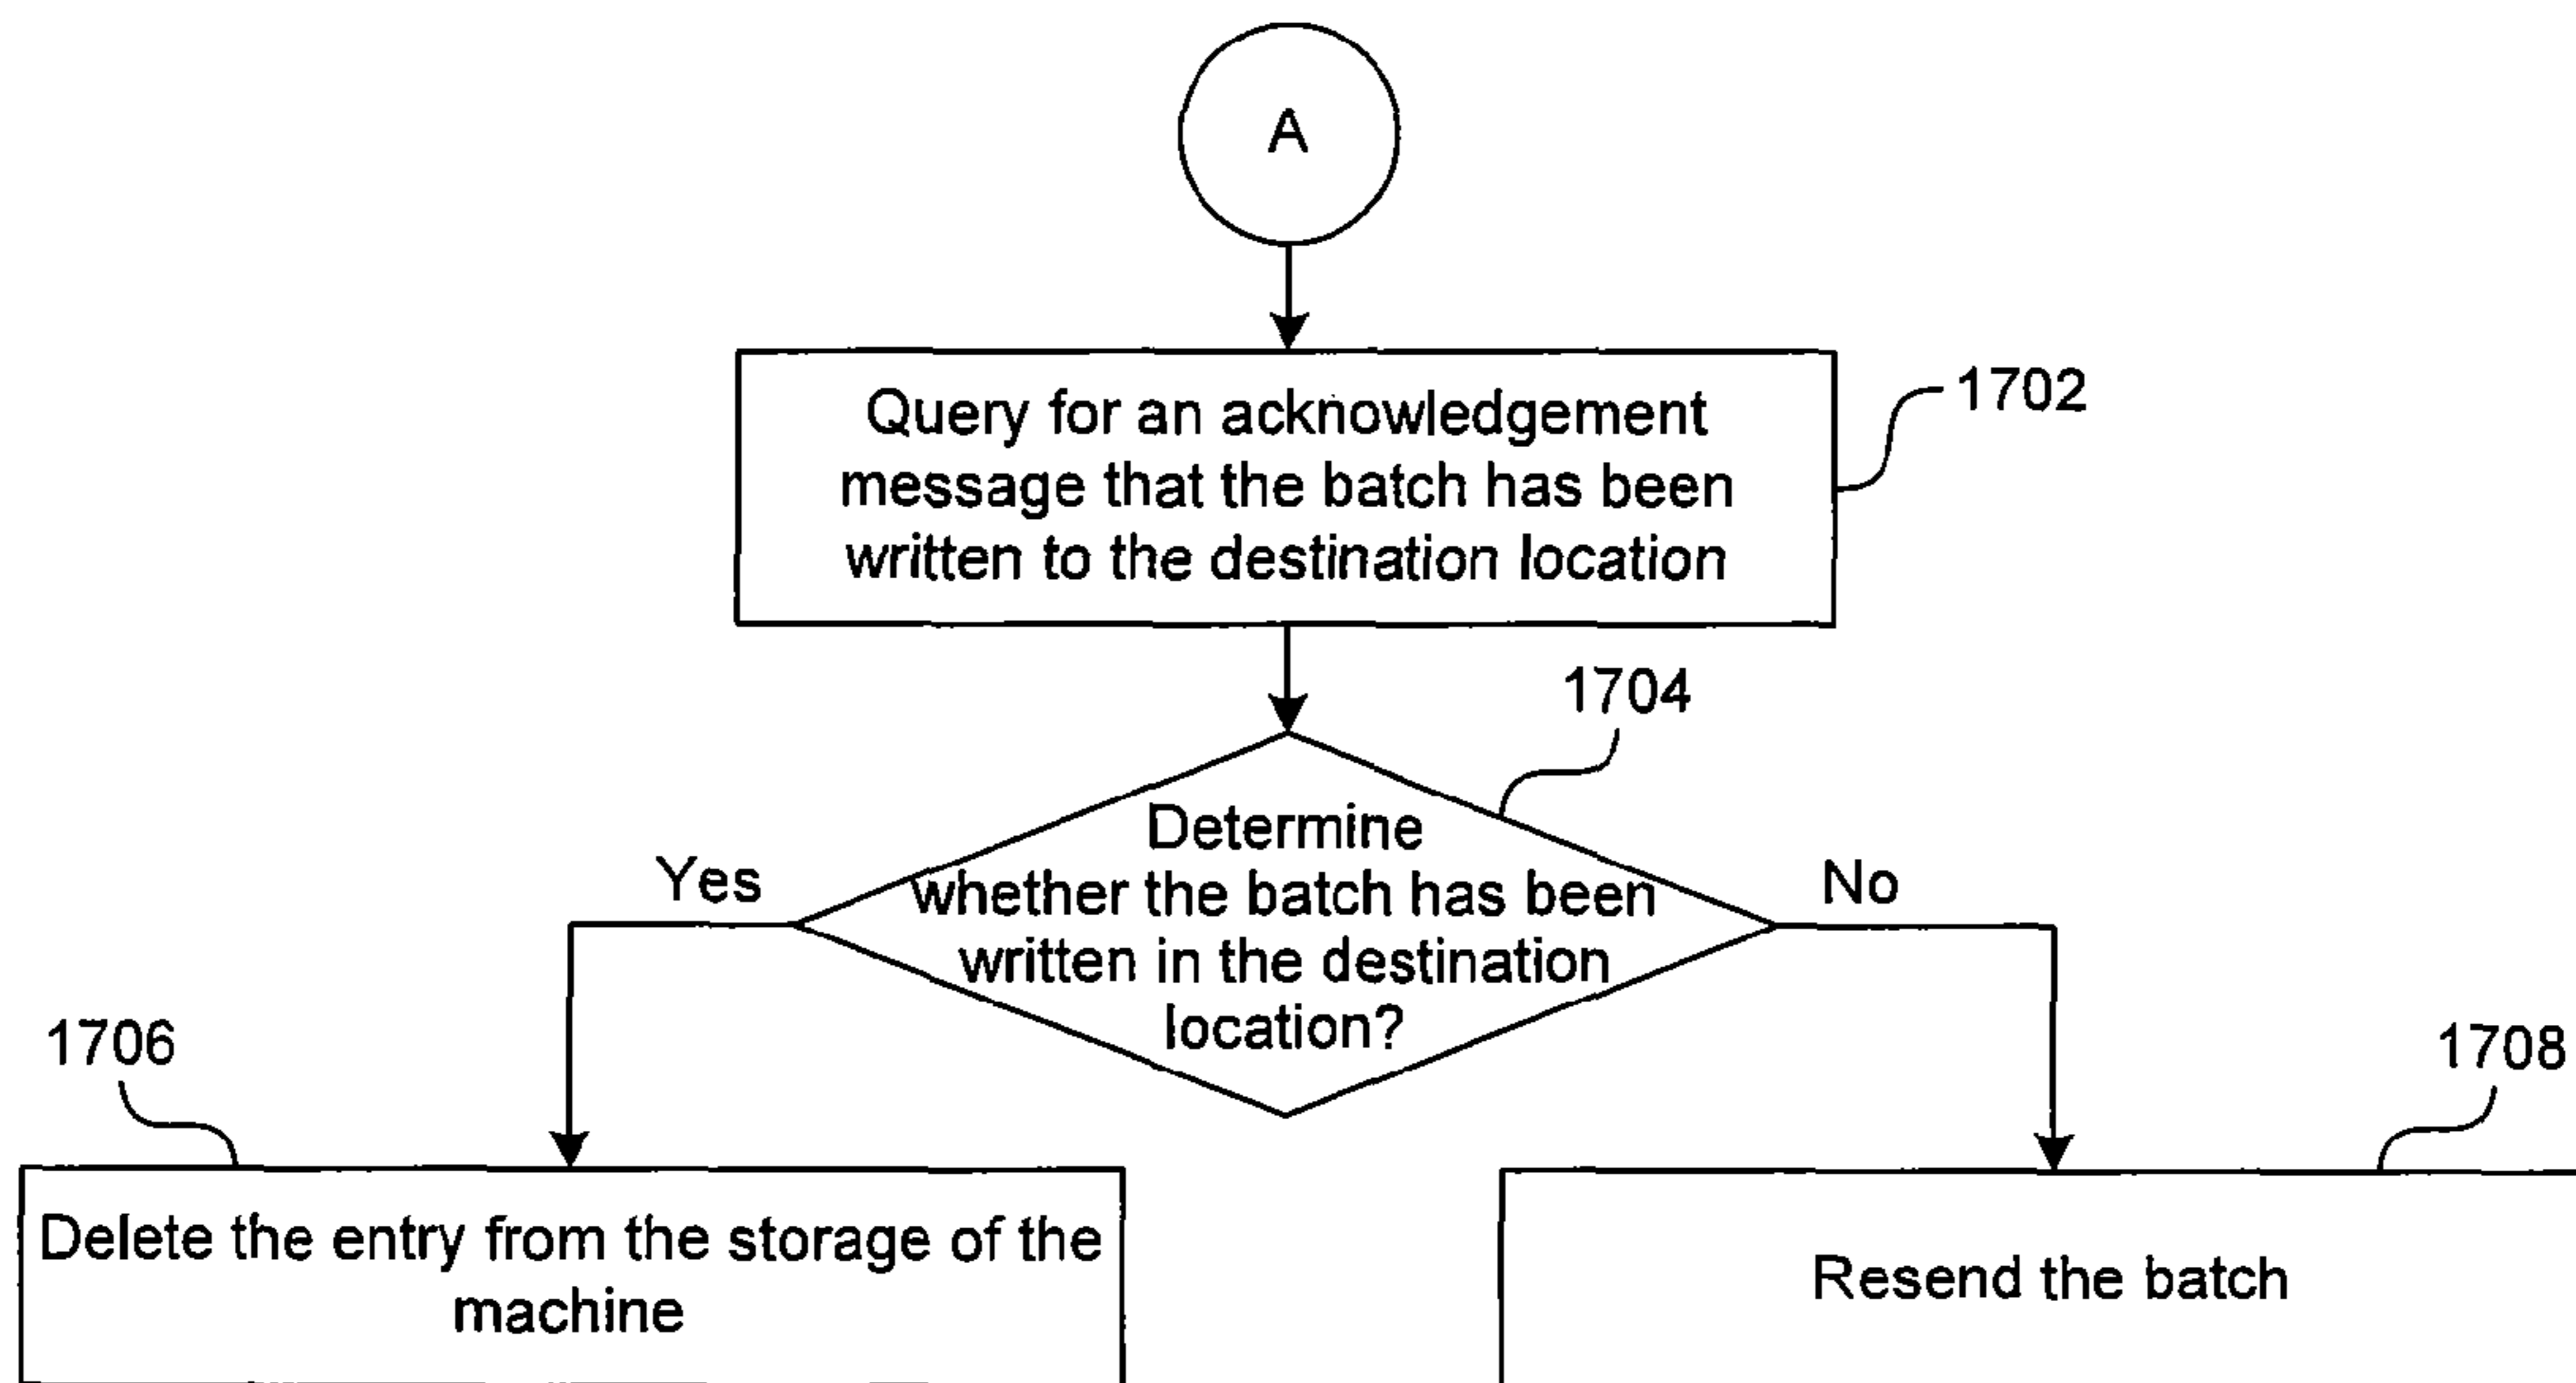 A
Query for an acknowledgement
message that the batch has been
written to the destination location
1702
1704
Determine
whether the batch has been
written in the destination
location?
Yes
No
1706
1708
Delete the entry from the storage of the
machine
Resend the batch